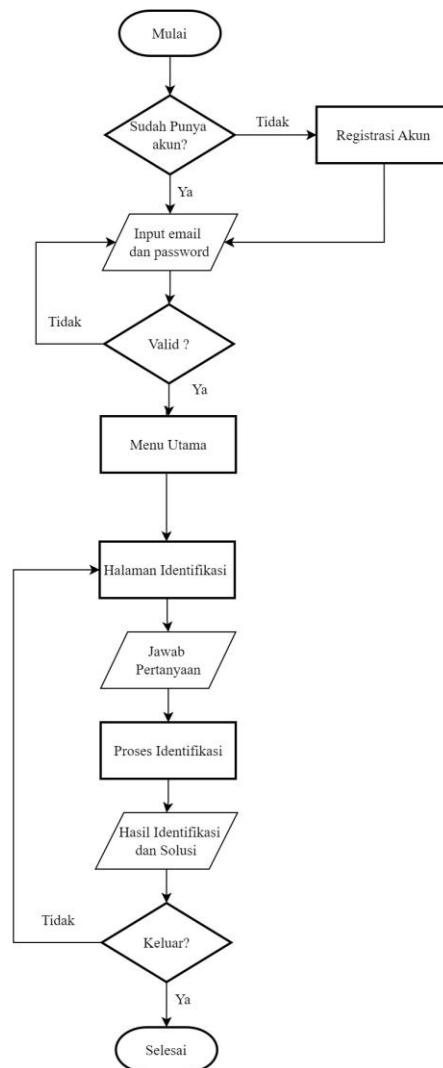 Mulai
Sudah Punya
akun?
Tidak
Registrasi Akun
Ya
Input email
dan password
Tidak
Valid ?
Ya
Menu Utama
Halaman Identifikasi
Jawab
Pertanyaan
Proses Identifikasi
Hasil Identifikasi
dan Solusi
Tidak
Keluar?
Ya
Selesai